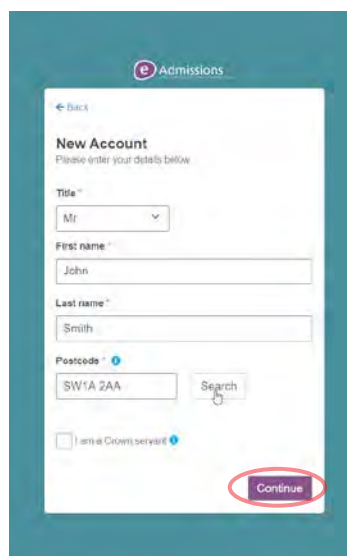 e Admissions
← Back
New Account
Please enter your details below
Title *
Mr
First name *
John
Last name *
Smith
Postcode * i
SW1A 2AA Search
I am a Crown servant i
Continue